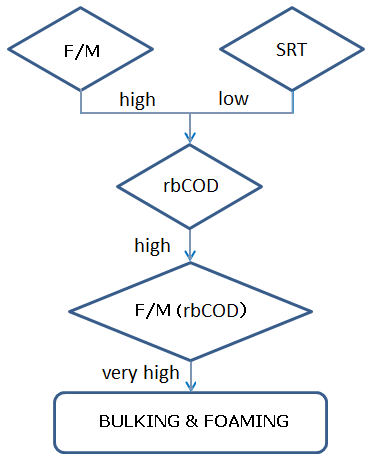 F/M
SRT
high
low
rbCOD
high
F/M (rbCOD)
very high
BULKING & FOAMING